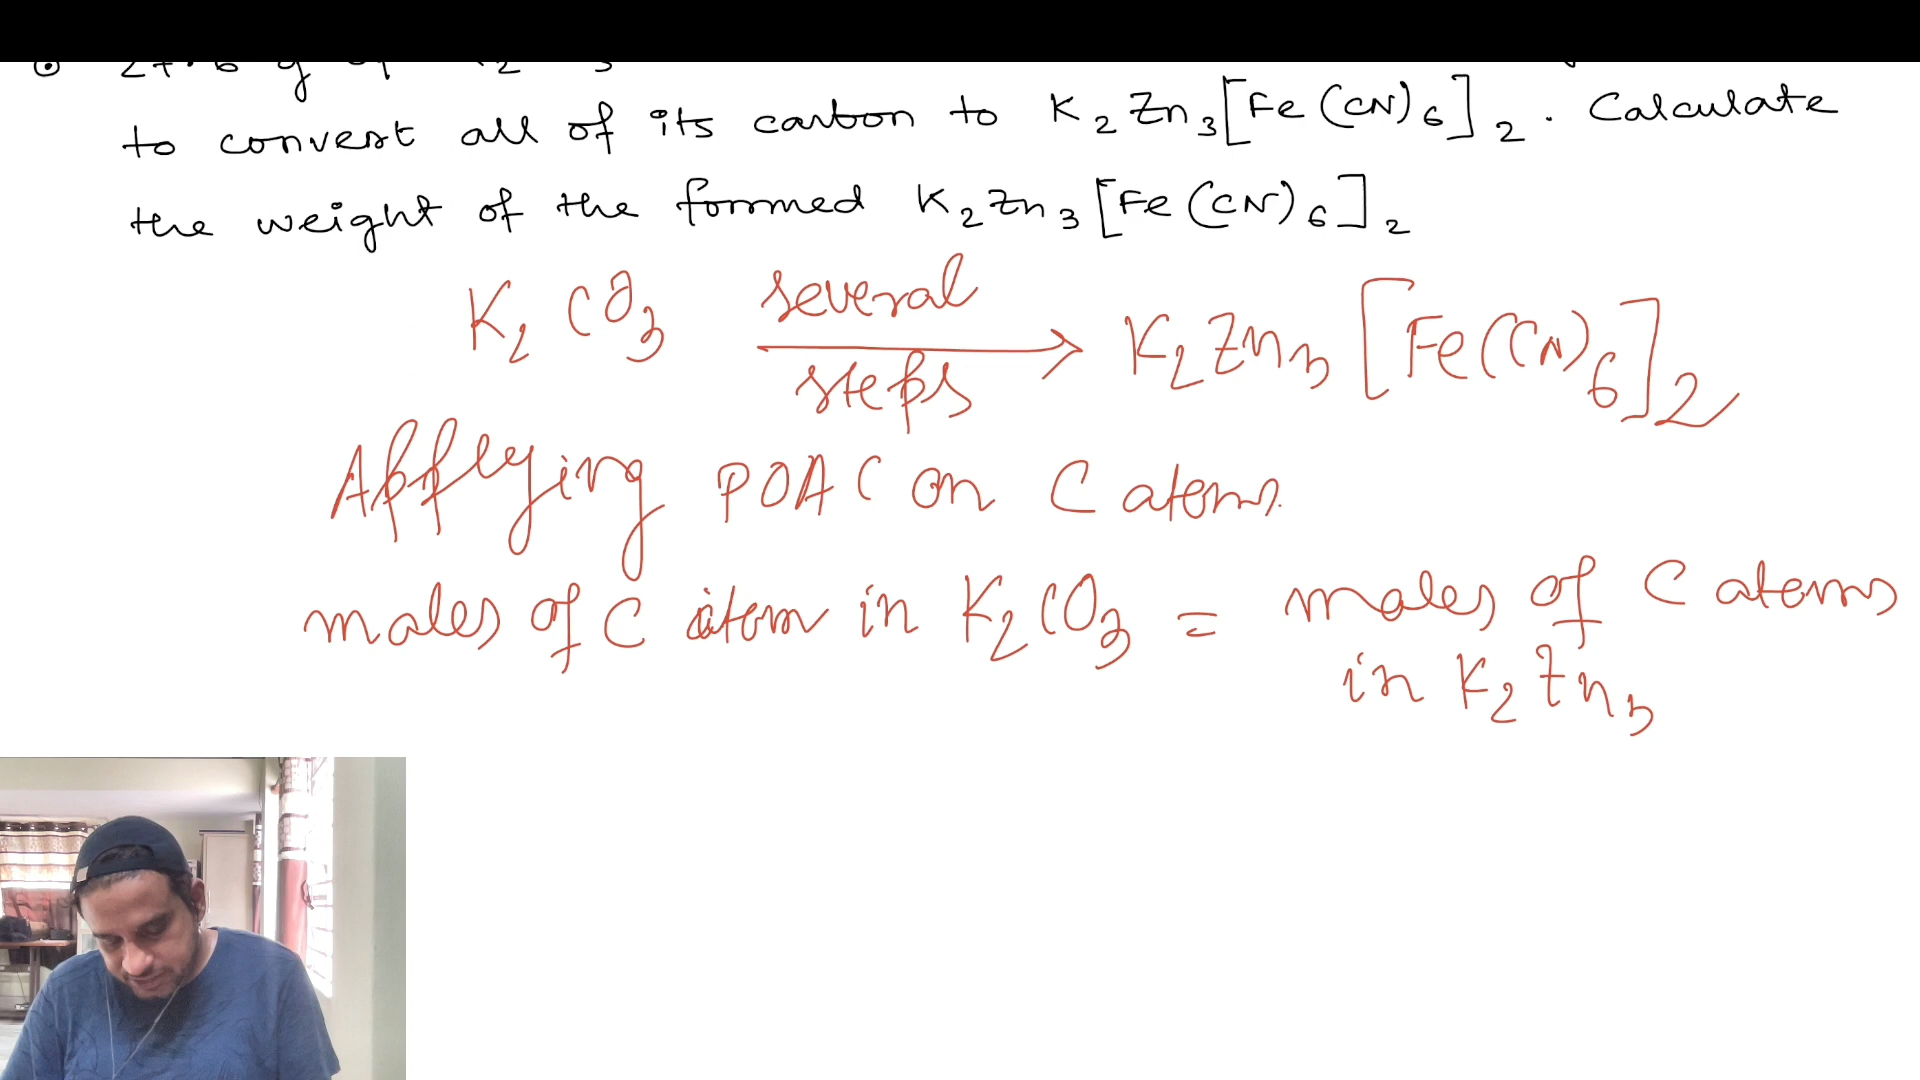 to convert all of its carbon to K₂Zn₃[Fe(CN)₆]₂. Calculate
the weight of the formed K₂Zn₃[Fe(CN)₆]₂
K₂CO₃ several steps → K₂Zn₃[Fe(CN)₆]₂
Applying POAC on C atoms.
moles of C atom in K₂CO₃ = moles of C atoms
in K₂Zn₃